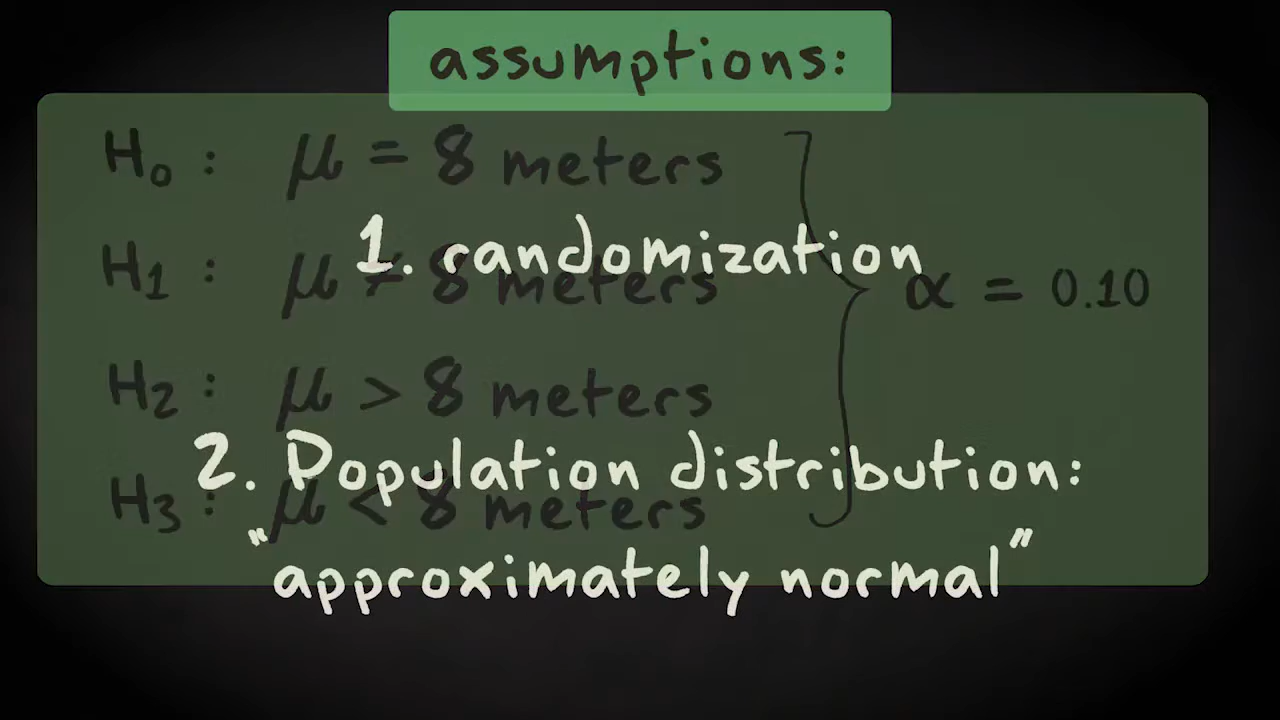 assumptions:
H₀ : μ = 8 meters
1. randomization
H₁ : μ ≠ 8 meters
α = 0.10
H₂ : μ > 8 meters
2. Population distribution:
H₃ : μ < 8 meters
"approximately normal"